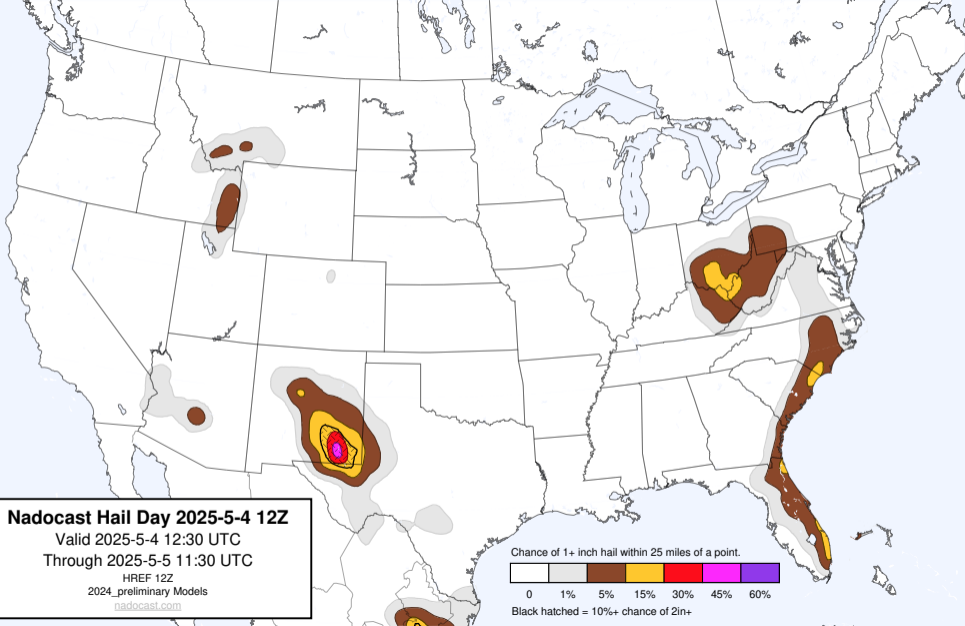 Nadocast Hail Day 2025-5-4 12Z
Valid 2025-5-4 12:30 UTC
Through 2025-5-5 11:30 UTC
HREF 12Z
2024_preliminary Models
nadocast.com
Chance of 1+ inch hail within 25 miles of a point.
0 1% 5% 15% 30% 45% 60%
Black hatched = 10%+ chance of 2in+